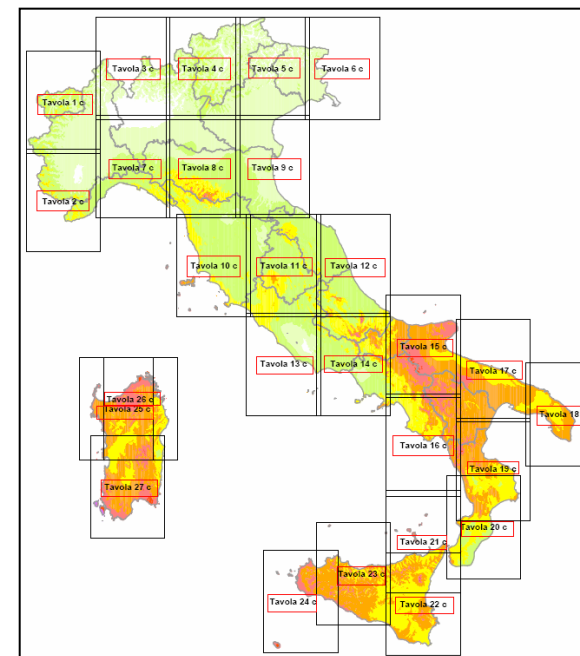 Tavola 3 c
Tavola 4 c
Tavola 5 c
Tavola 6 c
Tavola 1 c
Tavola 7 c
Tavola 8 c
Tavola 9 c
Tavola 2 c
Tavola 10 c
Tavola 11 c
Tavola 12 c
Tavola 13 c
Tavola 14 c
Tavola 15 c
Tavola 17 c
Tavola 26 c
Tavola 25 c
Tavola 18 c
Tavola 16 c
Tavola 19 c
Tavola 27 c
Tavola 20 c
Tavola 21 c
Tavola 23 c
Tavola 24 c
Tavola 22 c